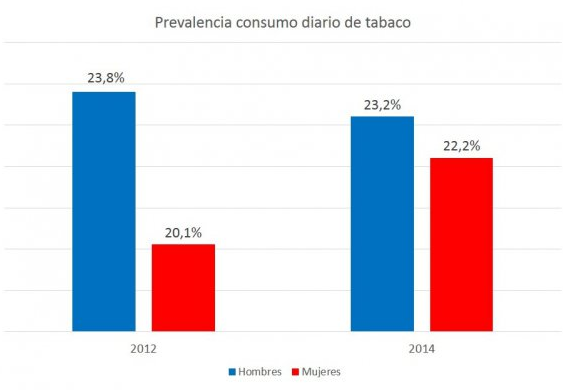 Prevalencia consumo diario de tabaco
23,8%
20,1%
23,2%
22,2%
2012
2014
Hombres
Mujeres